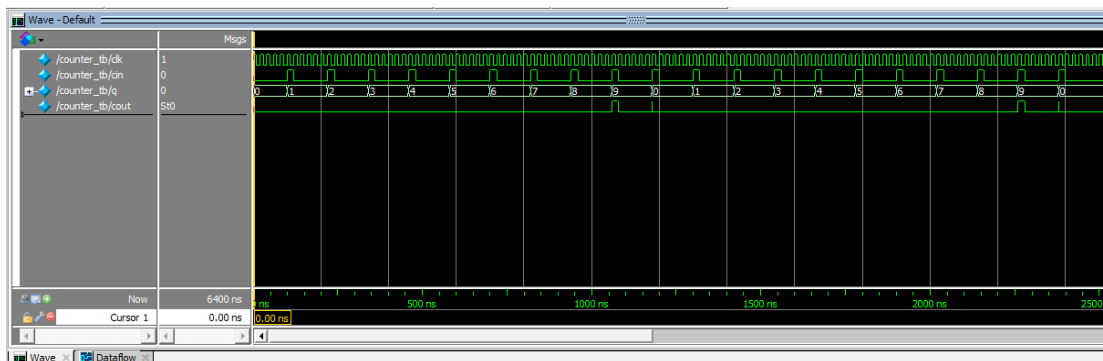 Wave - Default
Msgs
/counter_tb/clk 1
/counter_tb/cin 0
/counter_tb/q 0 0 1 2 3 4 5 6 7 8 9 0 1 2 3 4 5 6 7 8 9 0
/counter_tb/cout St0
Now 6400 ns ns 500 ns 1000 ns 1500 ns 2000 ns 2500
Cursor 1 0.00 ns 0.00 ns
Wave Dataflow